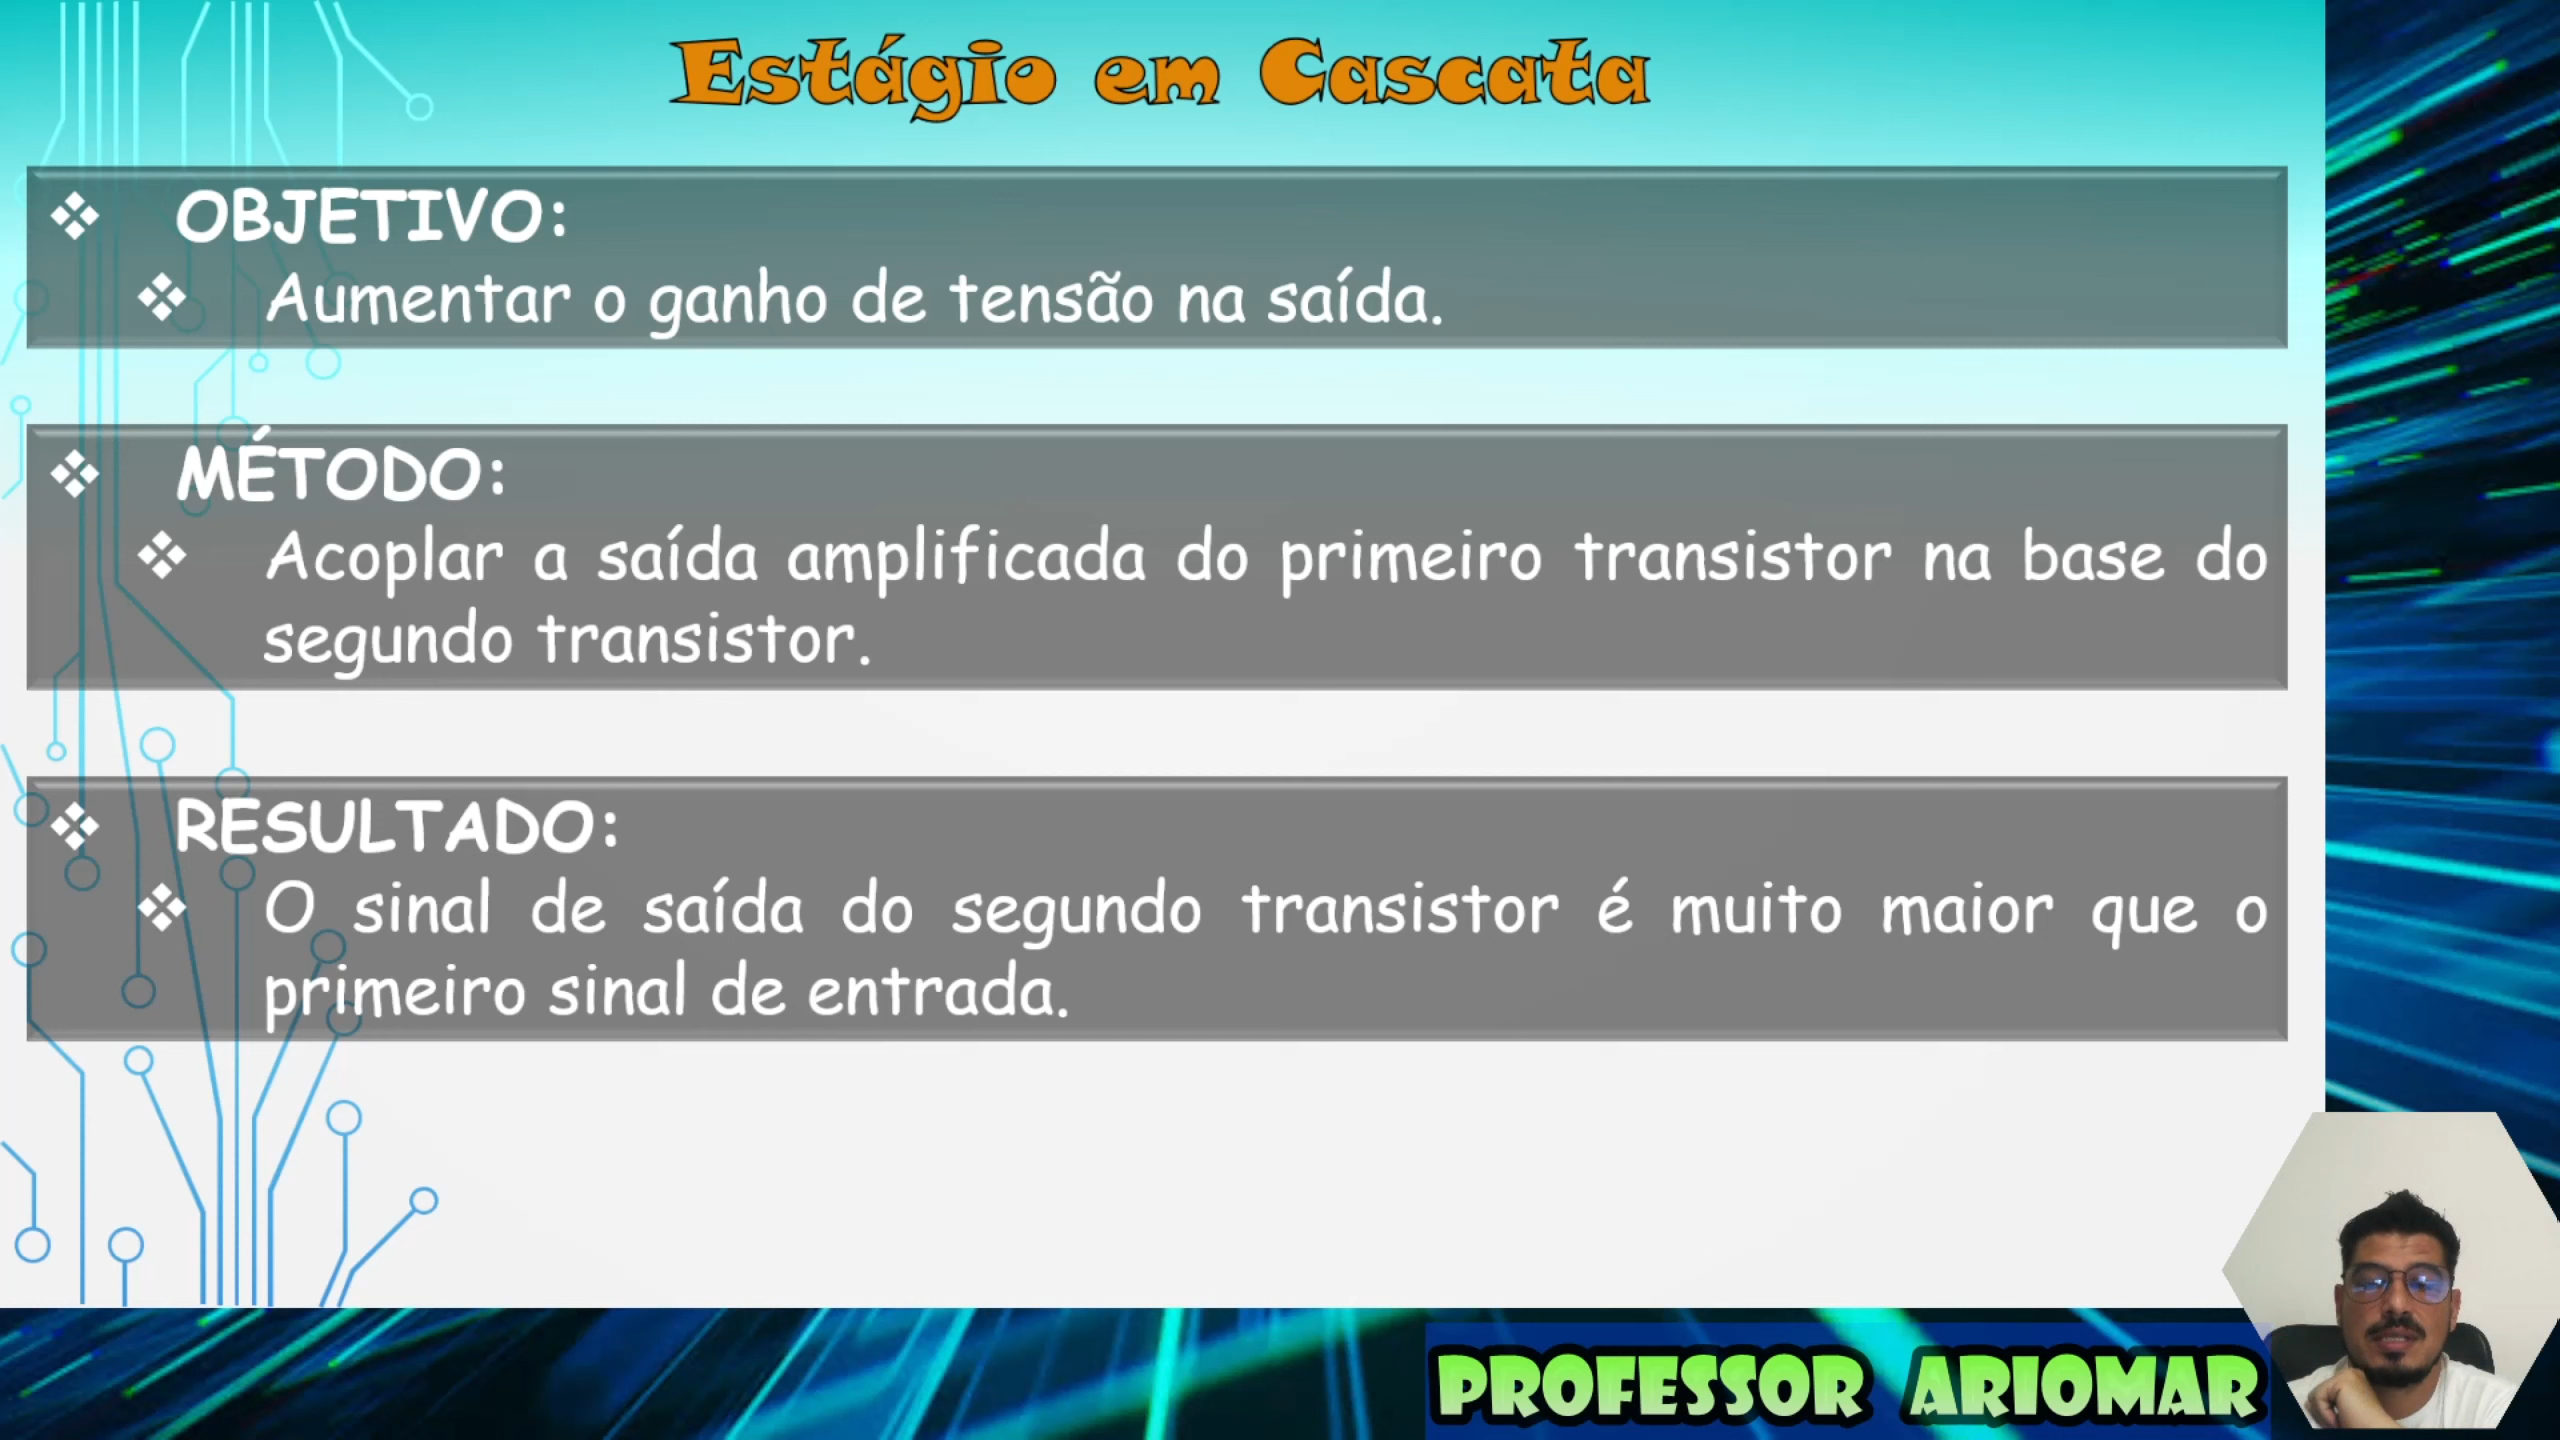 Estágio em Cascata
❖ OBJETIVO:
❖ Aumentar o ganho de tensão na saída.
❖ MÉTODO:
❖ Acoplar a saída amplificada do primeiro transistor na base do
segundo transistor.
❖ RESULTADO:
❖ O sinal de saída do segundo transistor é muito maior que o
primeiro sinal de entrada.
PROFESSOR ARIOMAR